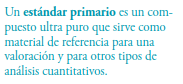 Un estándar primario es un com-
puesto ultra puro que sirve como
material de referencia para una
valoración y para otros tipos de
análisis cuantitativos.